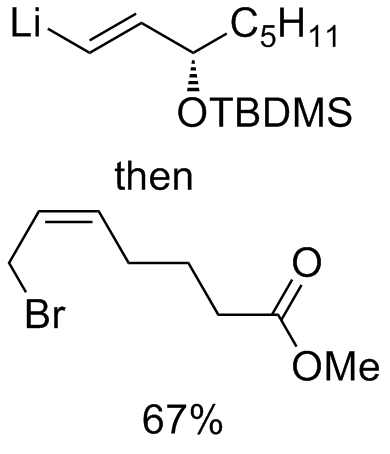 Li
C₅H₁₁
OTBDMS
then
O
Br
OMe
67%